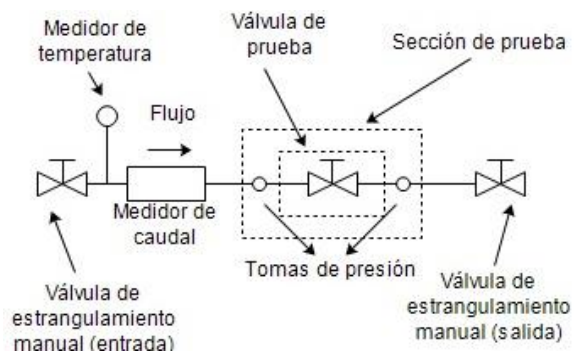 Medidor de
temperatura
Válvula de
prueba
Sección de prueba
Flujo
Medidor de
caudal
Tomas de presión
Válvula de
estrangulamiento
manual (entrada)
Válvula de
estrangulamiento
manual (salida)